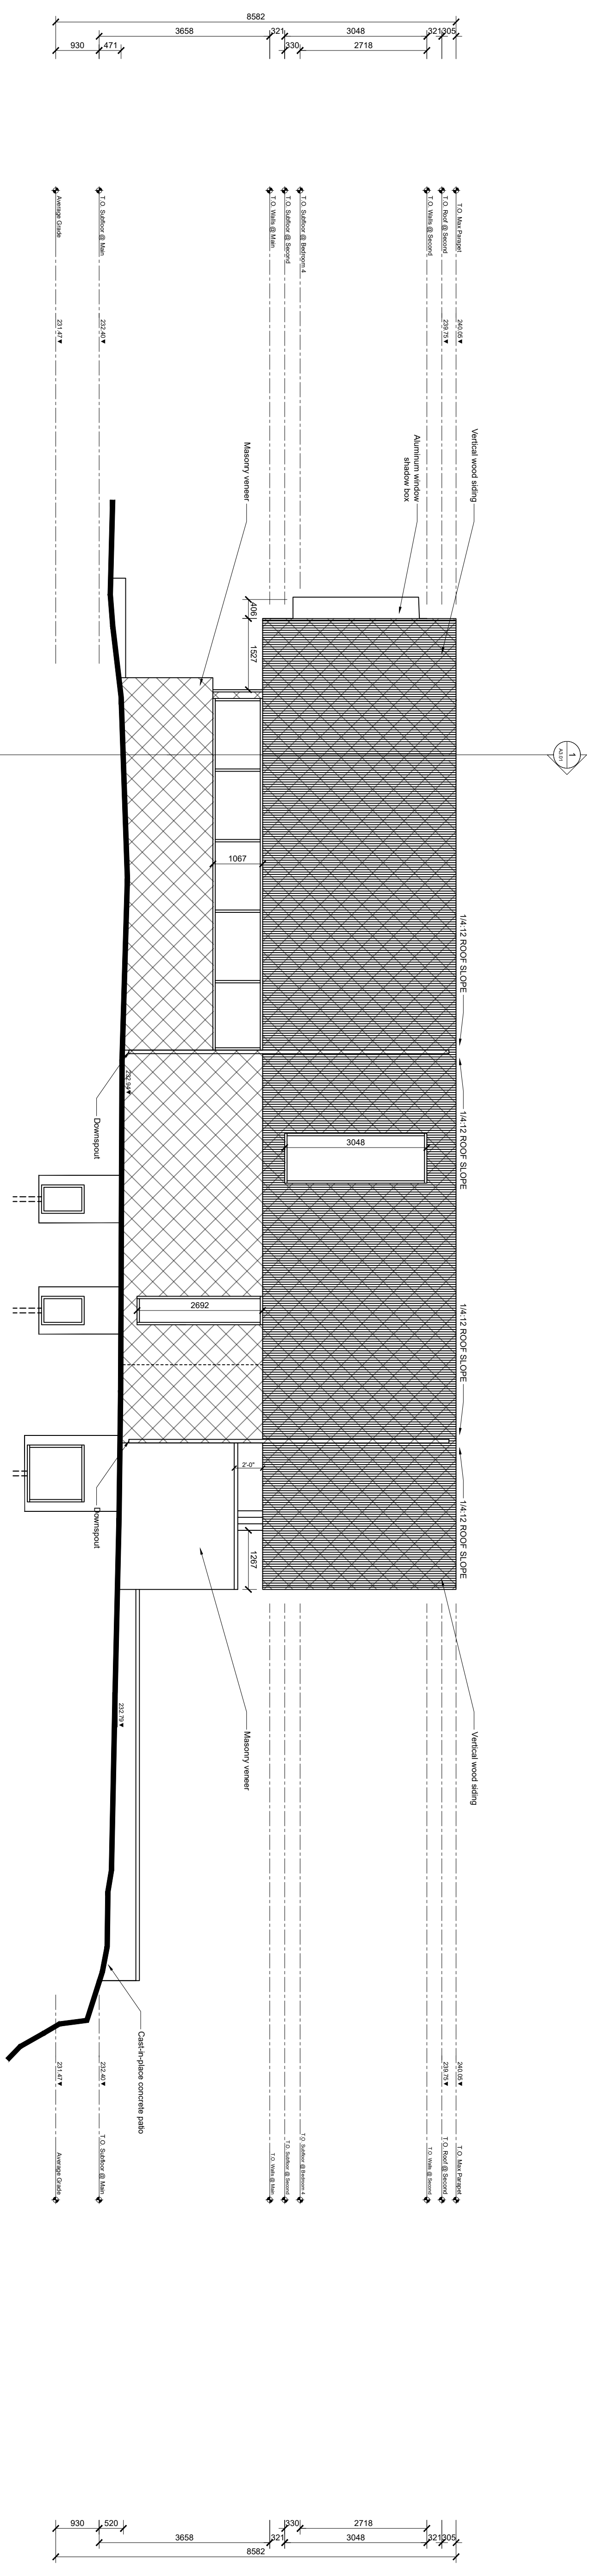 8582
3658
321
3048
321
305
930
471
330
2718
T.O. Max Parapet
240.05
T.O. Roof @ Second
239.75
T.O. Walls @ Second
T.O. Subfloor @ Bedroom 4
T.O. Subfloor @ Second
T.O. Walls @ Main
T.O. Subfloor @ Main
232.40
Average Grade
231.47
Vertical wood siding
Aluminum window
shadow box
Masonry veneer
406
1527
1
A3.01
1067
1/4:12 ROOF SLOPE
1/4:12 ROOF SLOPE
1/4:12 ROOF SLOPE
1/4:12 ROOF SLOPE
232.94
Downspout
3048
2692
2'-0"
Downspout
1267
Vertical wood siding
Masonry veneer
232.79
Cast-in-place concrete patio
240.05
T.O. Max Parapet
239.75
T.O. Roof @ Second
T.O. Walls @ Second
T.O. Subfloor @ Bedroom 4
T.O. Subfloor @ Second
T.O. Walls @ Main
232.40
T.O. Subfloor @ Main
231.47
Average Grade
930
520
330
2718
3658
321
3048
321
305
8582